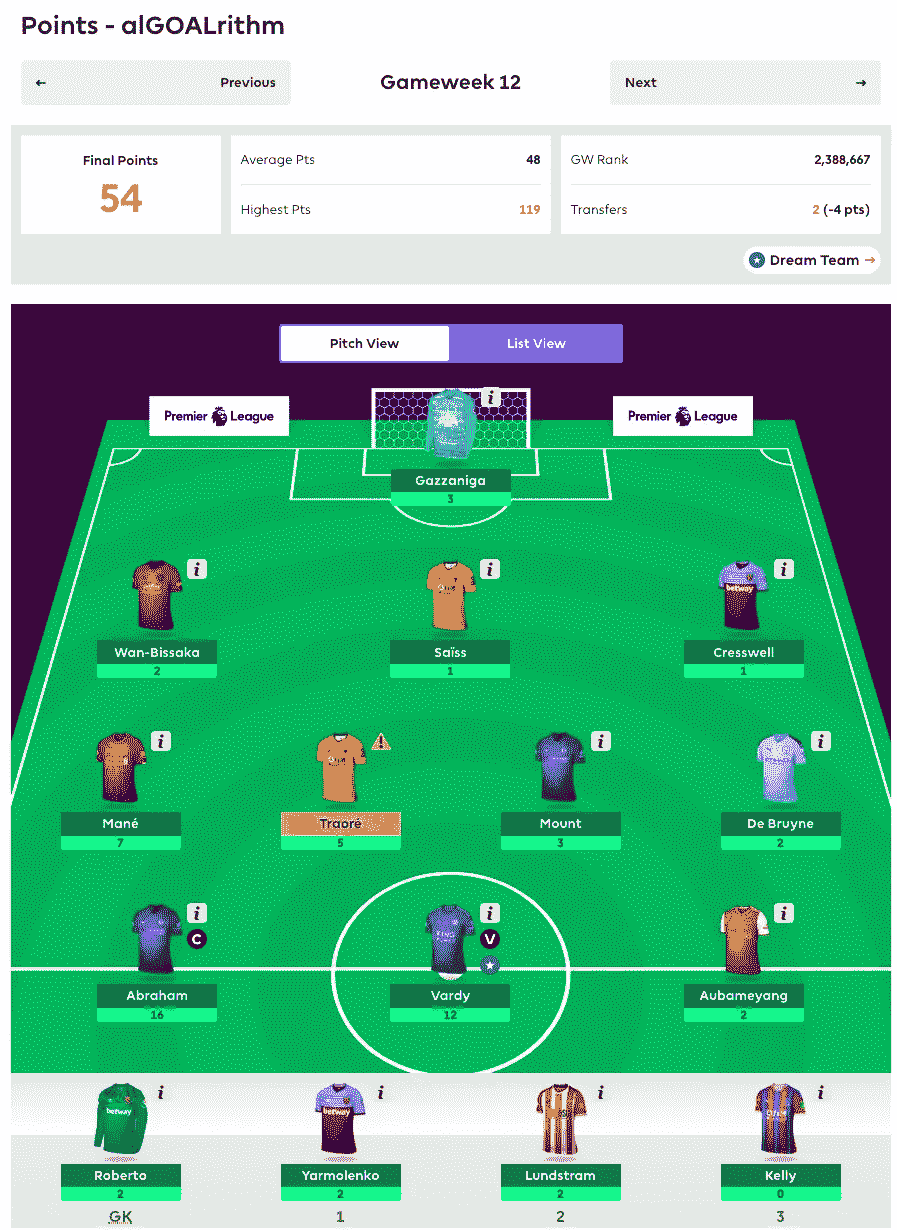 Points - alGOALrithm
← Previous
Gameweek 12
Next →
Final Points
54
Average Pts 48
Highest Pts 119
GW Rank 2,388,667
Transfers 2 (-4 pts)
Dream Team →
Pitch View
List View
Premier League
Premier League
i
Gazzaniga
3
i
i
i
betway
Wan-Bissaka
2
Saïss
1
Cresswell
1
i
!
i
i
Mané
7
Traoré
5
Mount
3
De Bruyne
2
i
i
i
C
V
Abraham
16
Vardy
12
Aubameyang
2
i
i
i
i
betway
betway
Roberto
2
Yarmolenko
2
Lundstram
2
Kelly
0
GK
1
2
3